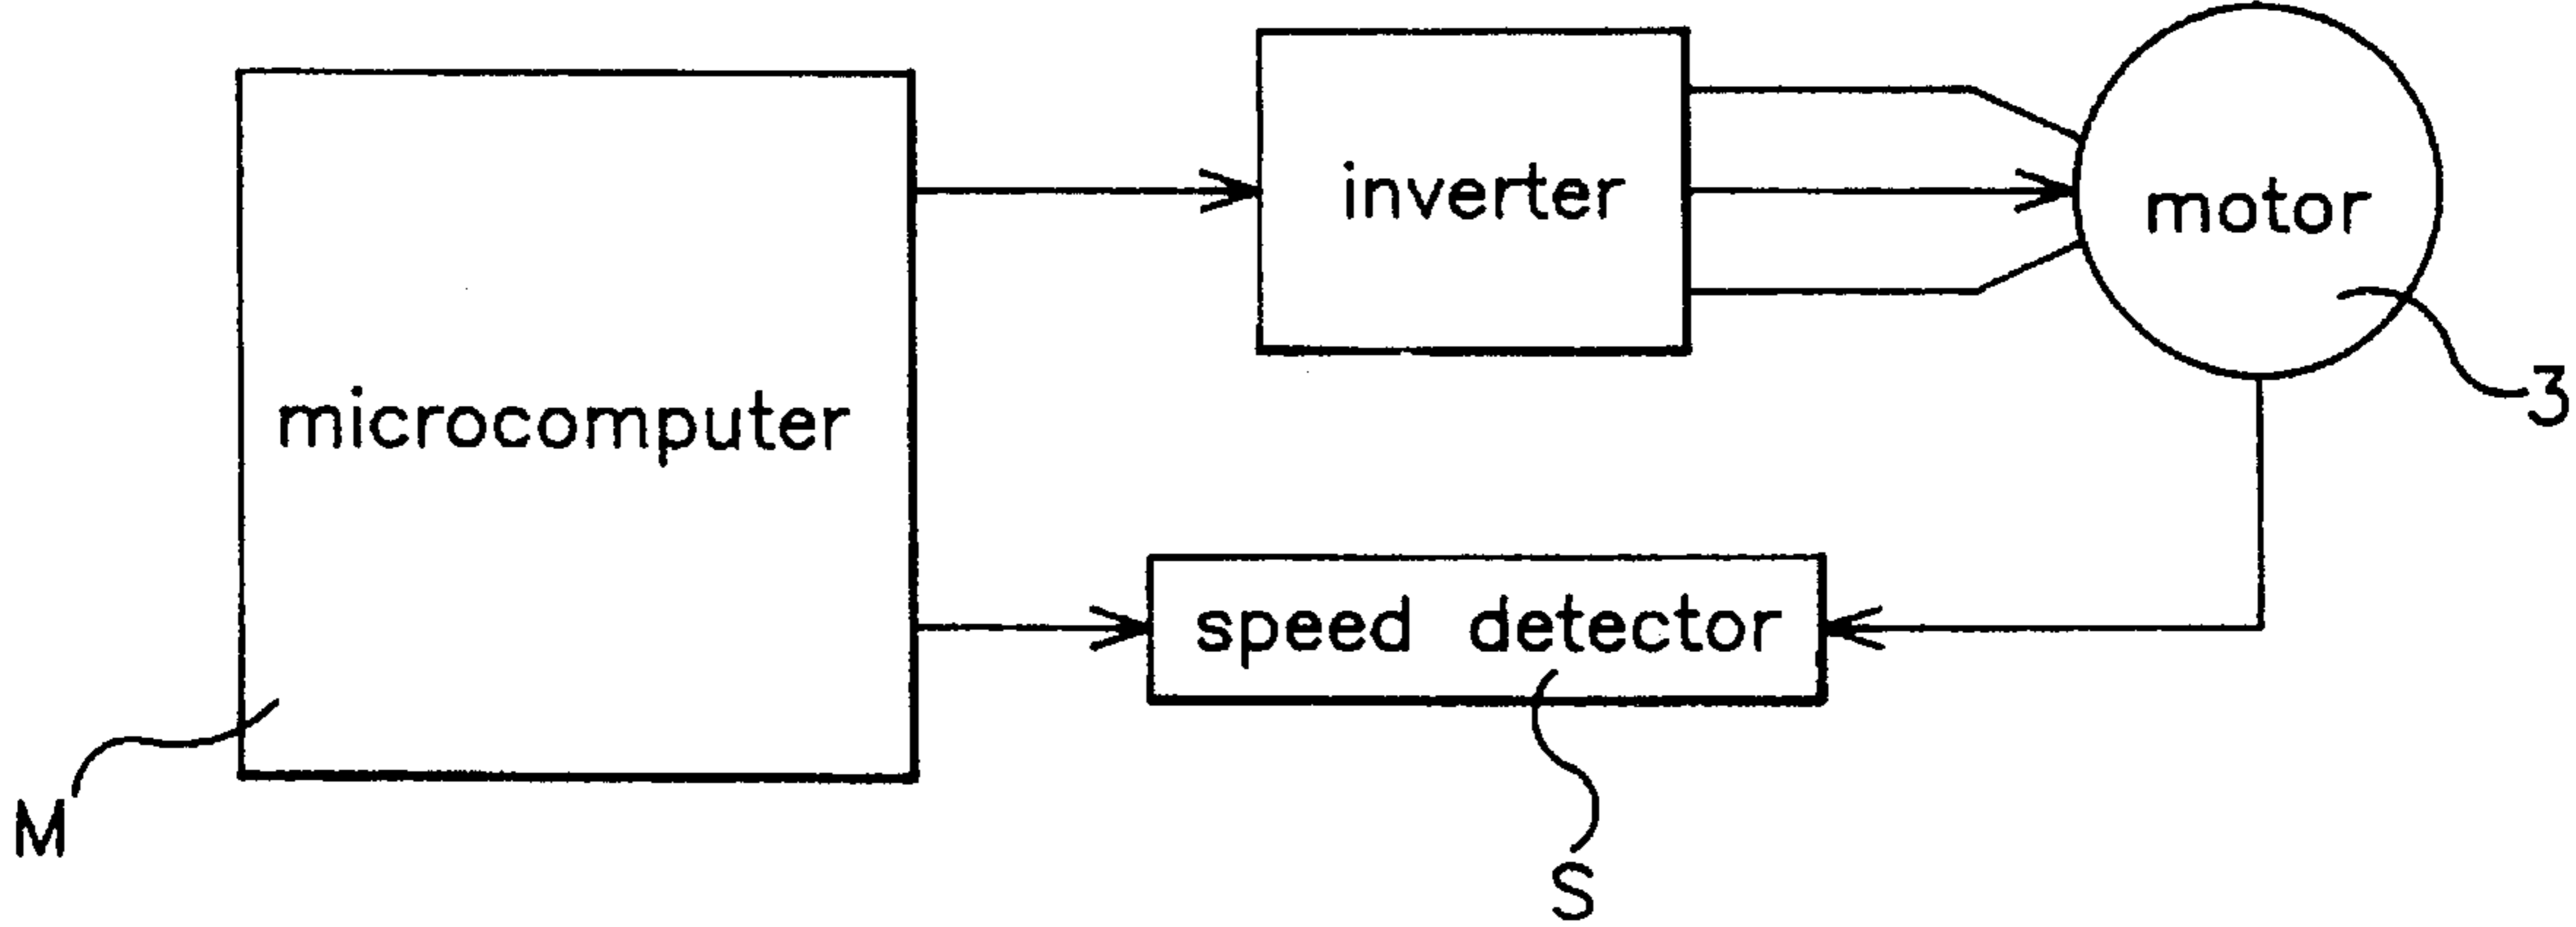 inverter
motor
microcomputer
3
speed detector
M
S